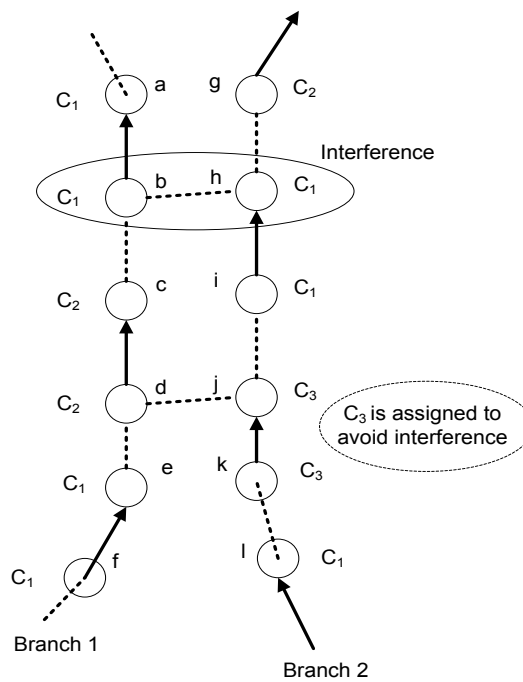 a g
C₁ C₂
Interference
b h
C₁ C₁
c i
C₂ C₁
d j
C₂ C₃
C₃ is assigned to
avoid interference
e k
C₁ C₃
f l
C₁ C₁
Branch 1
Branch 2